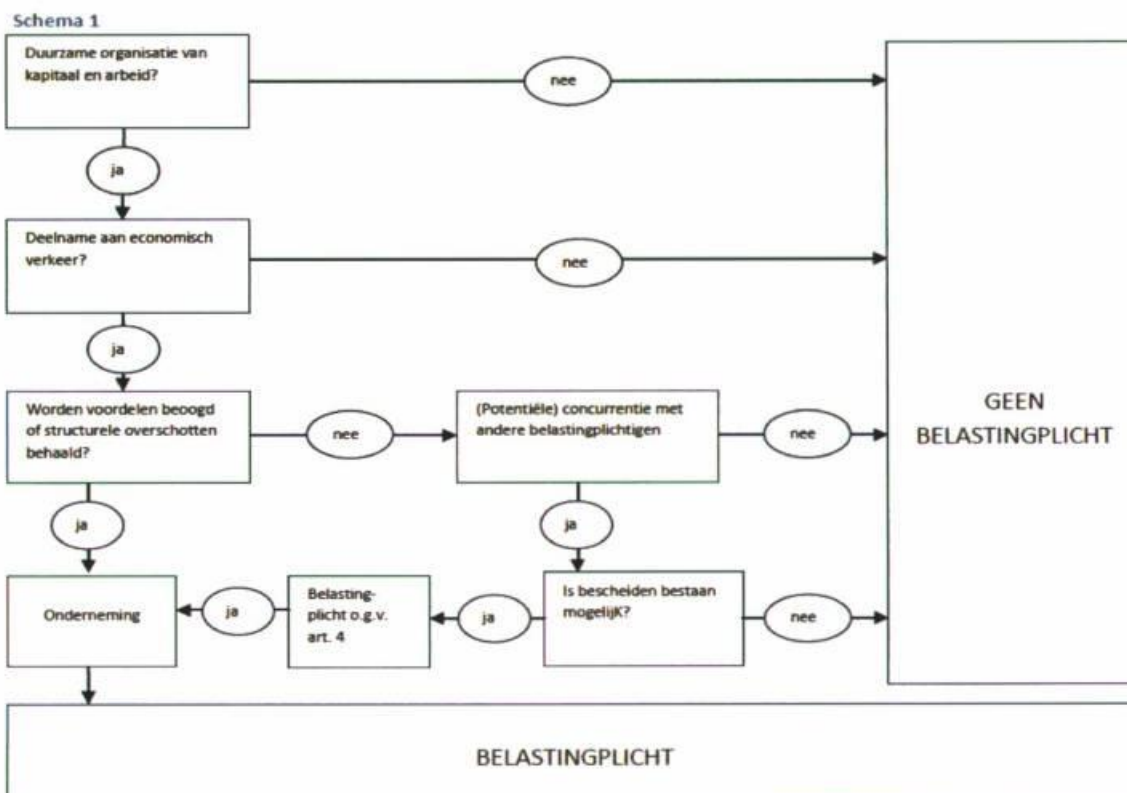 Schema 1
Duurzame organisatie van
kapitaal en arbeid?
nee
ja
Deelname aan economisch
verkeer?
nee
ja
Worden voordelen beoogd
of structurele overschotten
behaald?
nee
(Potentiële) concurrentie met
andere belastingplichtigen
nee
GEEN
BELASTINGPLICHT
ja
ja
Onderneming
ja
Belasting-
plicht o.g.v.
art. 4
ja
Is bescheiden bestaan
mogelijK?
nee
BELASTINGPLICHT